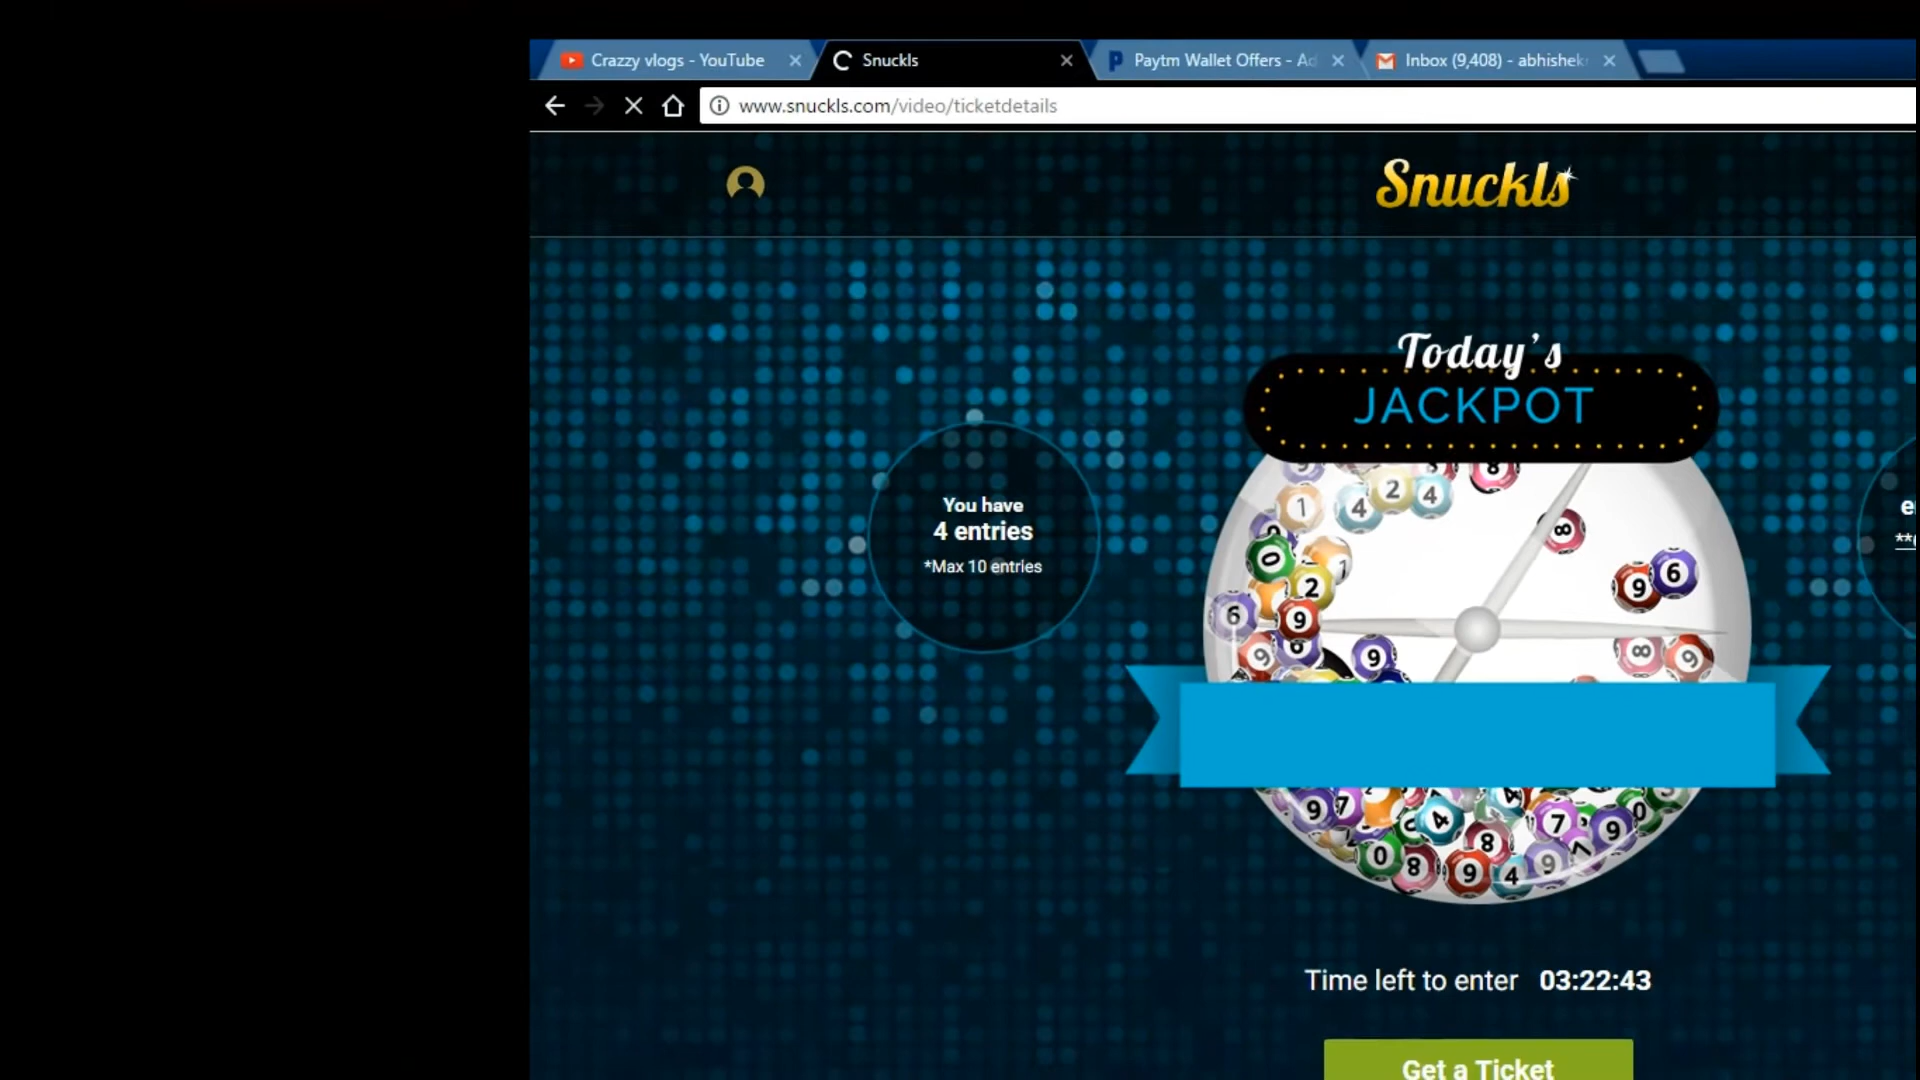 Crazzy vlogs - YouTube
Snuckls
Paytm Wallet Offers - Ad
Inbox (9,408) - abhishek
www.snuckls.com/video/ticketdetails
Snuckls
Today's
JACKPOT
You have
4 entries
*Max 10 entries
Time left to enter 03:22:43
Get a Ticket